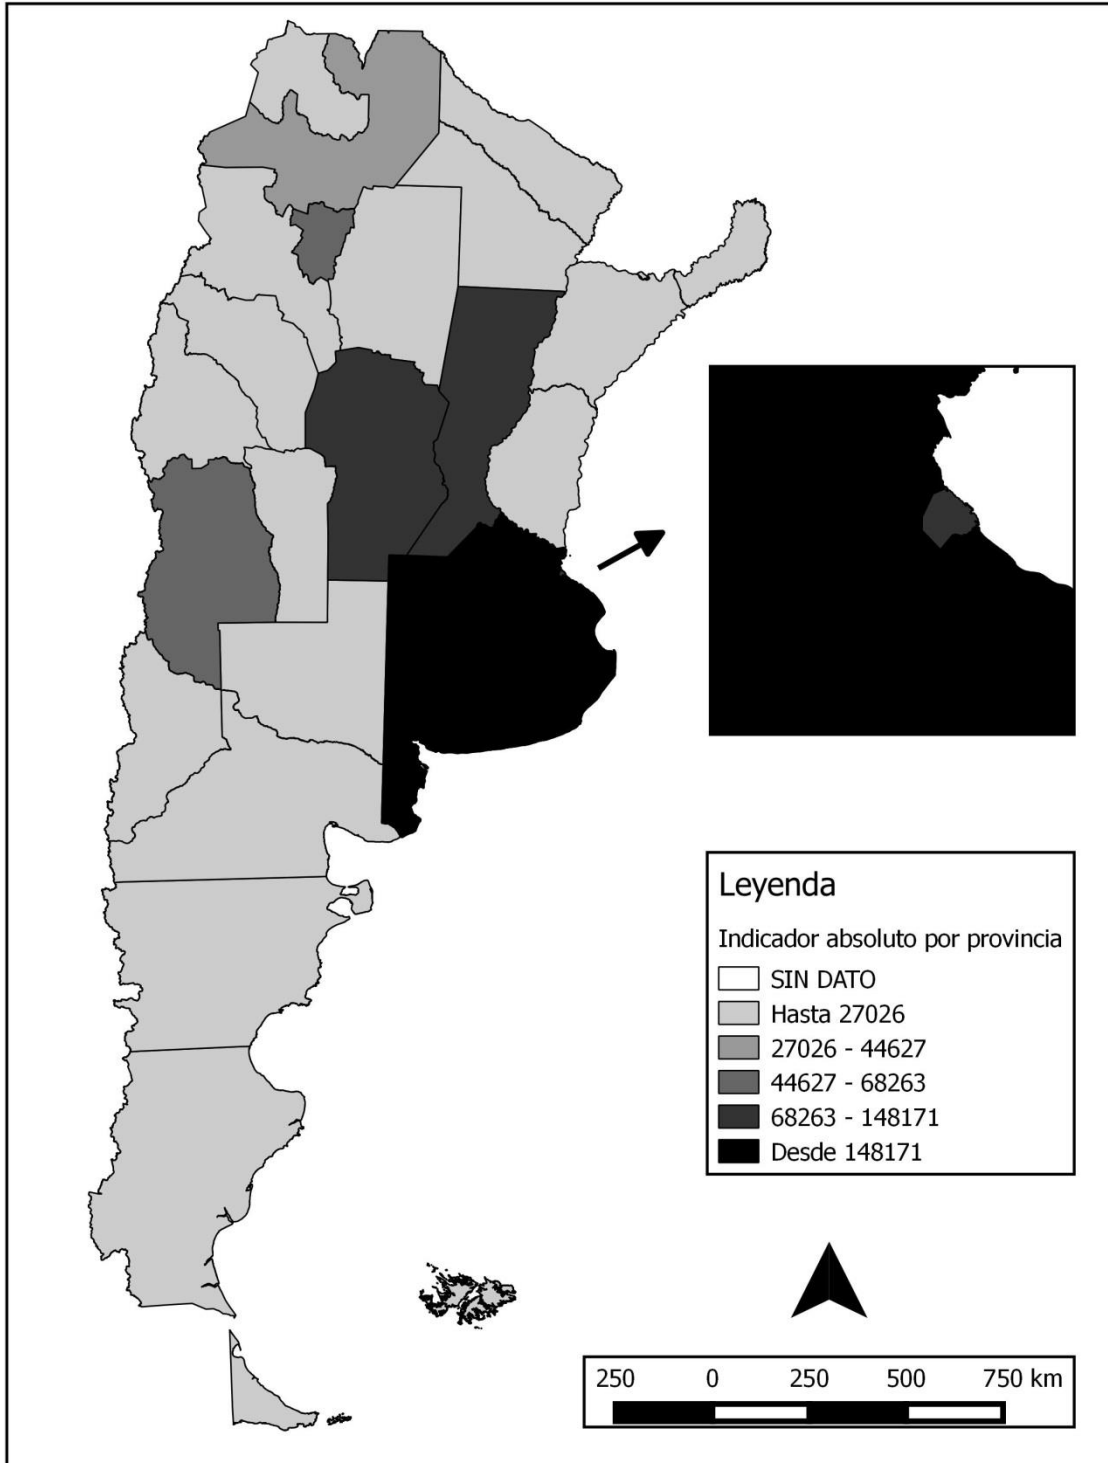 Leyenda
Indicador absoluto por provincia
SIN DATO
Hasta 27026
27026 - 44627
44627 - 68263
68263 - 148171
Desde 148171
250 0 250 500 750 km